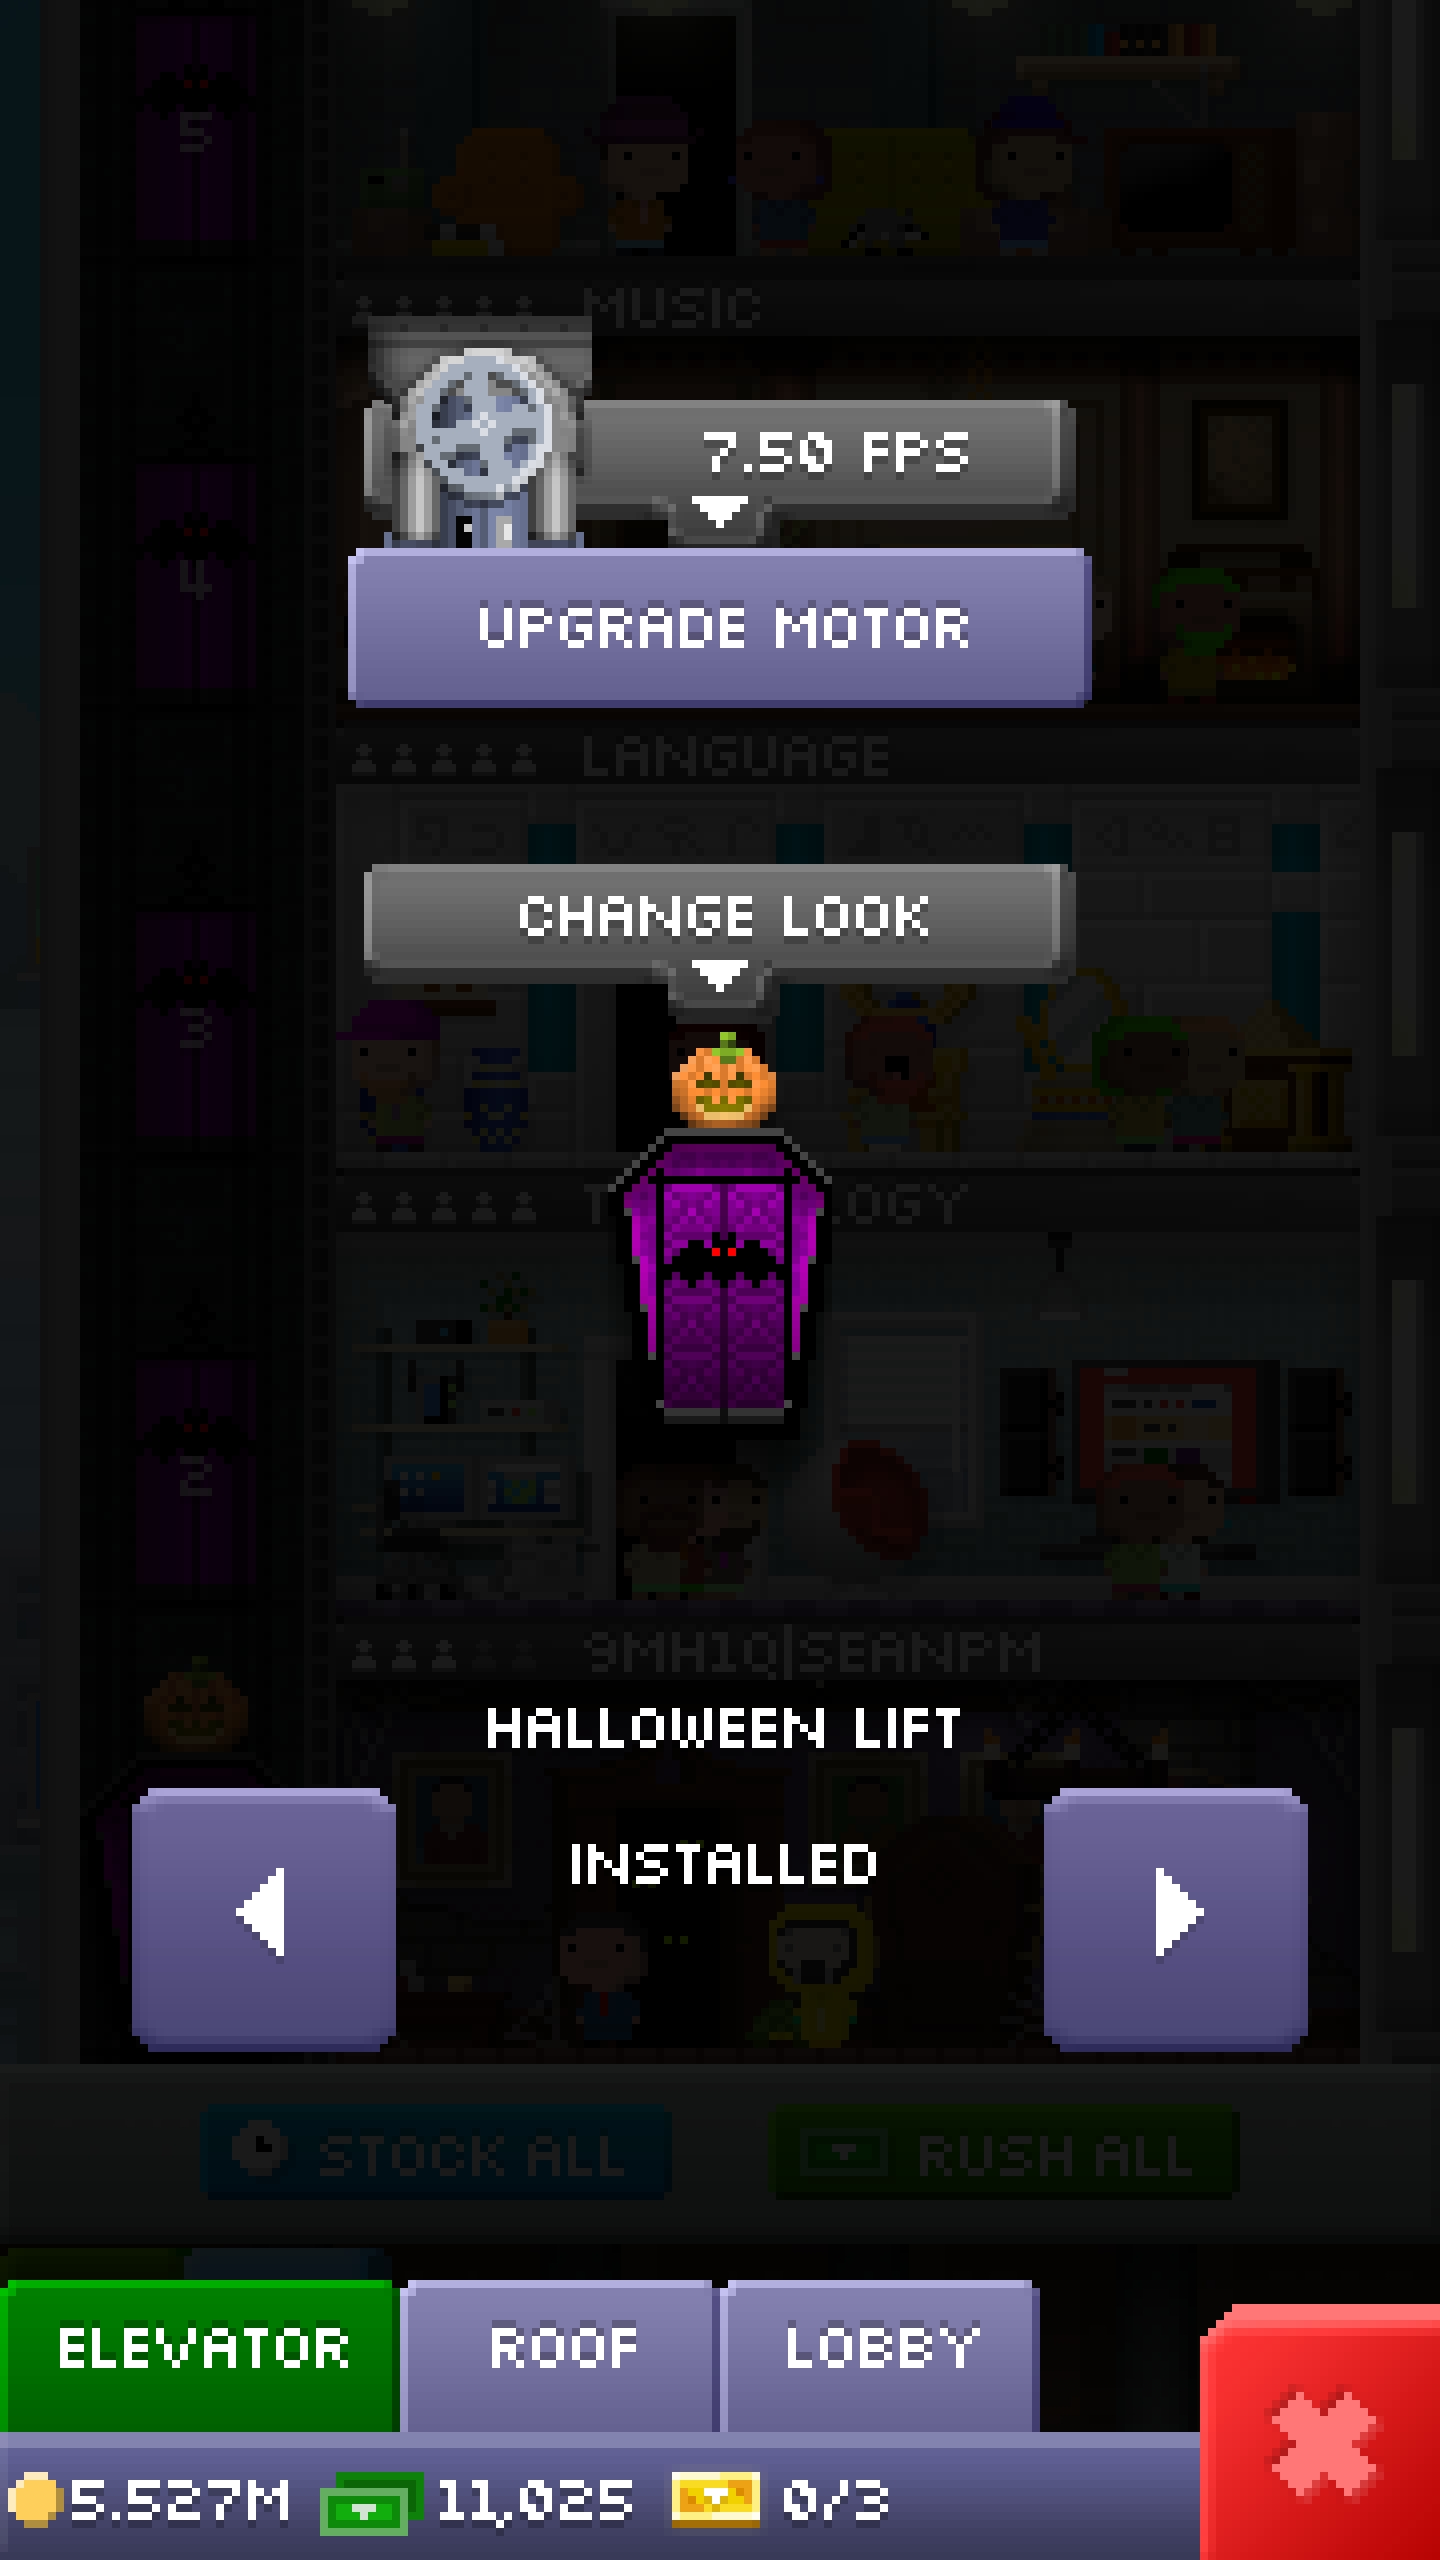 5
MUSIC
7.50 FPS
4
UPGRADE MOTOR
LANGUAGE
CHANGE LOOK
3
OGY
2
9MH1Q|SEANPM
HALLOWEEN LIFT
INSTALLED
STOCK ALL
RUSH ALL
ELEVATOR
ROOF
LOBBY
5.527M
11,025
0/3